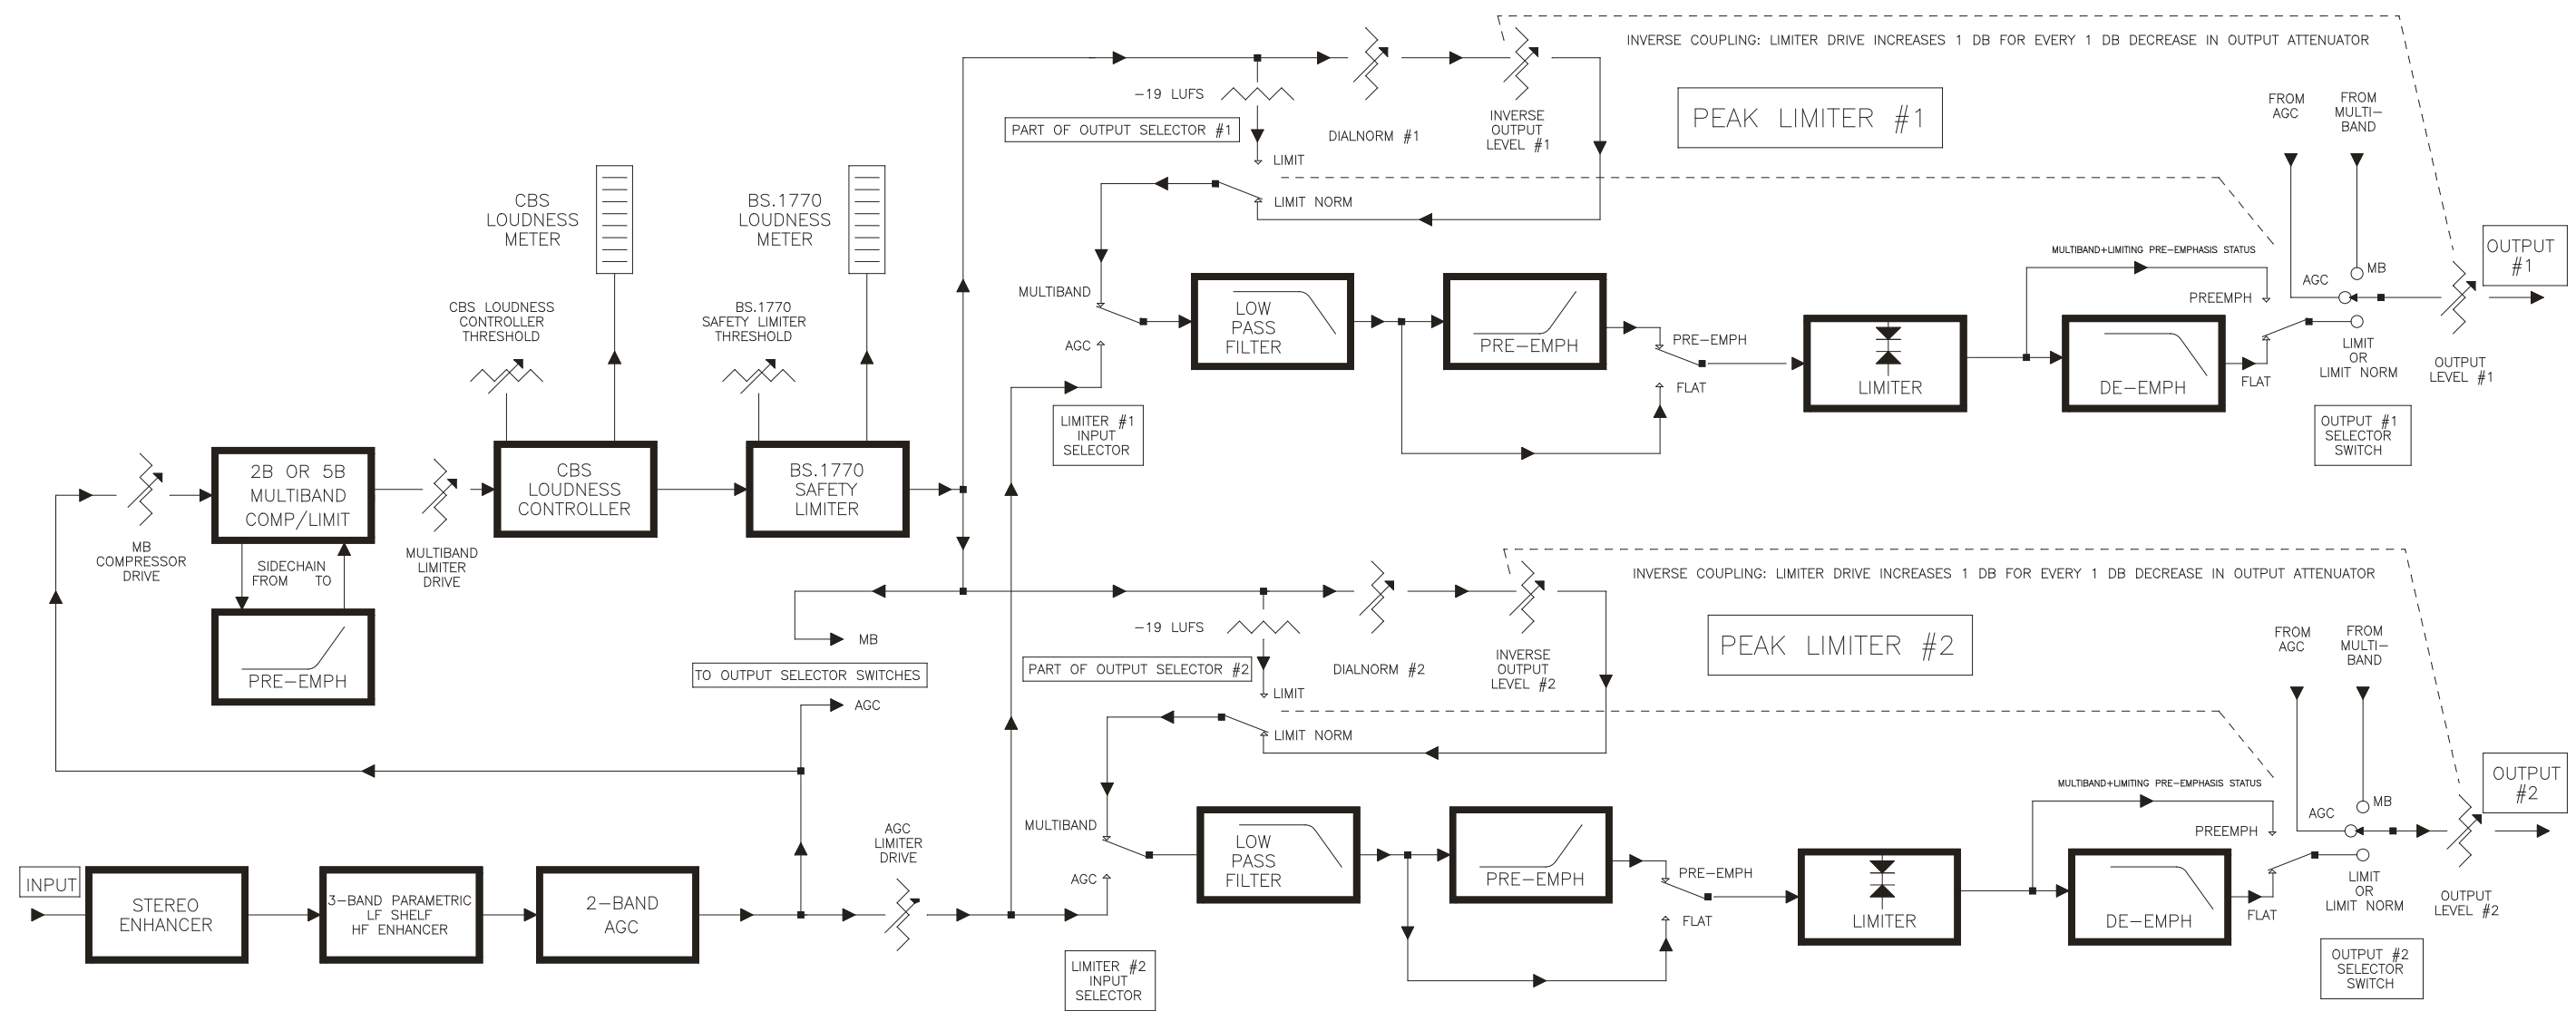 INVERSE COUPLING: LIMITER DRIVE INCREASES 1 DB FOR EVERY 1 DB DECREASE IN OUTPUT ATTENUATOR
-19 LUFS
PART OF OUTPUT SELECTOR #1
DIALNORM #1
INVERSE
OUTPUT
LEVEL #1
PEAK LIMITER #1
FROM
AGC
FROM
MULTI-
BAND
LIMIT
LIMIT NORM
CBS
LOUDNESS
METER
BS.1770
LOUDNESS
METER
MULTIBAND+LIMITING PRE-EMPHASIS STATUS
OUTPUT
#1
CBS LOUDNESS
CONTROLLER
THRESHOLD
BS.1770
SAFETY LIMITER
THRESHOLD
MULTIBAND
AGC
LIMITER #1
INPUT
SELECTOR
LOW
PASS
FILTER
PRE-EMPH
PRE-EMPH
FLAT
LIMITER
DE-EMPH
PREEMPH
FLAT
AGC
MB
LIMIT
OR
LIMIT NORM
OUTPUT
LEVEL #1
OUTPUT #1
SELECTOR
SWITCH
MB
COMPRESSOR
DRIVE
2B OR 5B
MULTIBAND
COMP/LIMIT
SIDECHAIN
FROM TO
PRE-EMPH
MULTIBAND
LIMITER
DRIVE
CBS
LOUDNESS
CONTROLLER
BS.1770
SAFETY
LIMITER
MB
TO OUTPUT SELECTOR SWITCHES
AGC
INVERSE COUPLING: LIMITER DRIVE INCREASES 1 DB FOR EVERY 1 DB DECREASE IN OUTPUT ATTENUATOR
-19 LUFS
PART OF OUTPUT SELECTOR #2
DIALNORM #2
INVERSE
OUTPUT
LEVEL #2
PEAK LIMITER #2
FROM
AGC
FROM
MULTI-
BAND
LIMIT
LIMIT NORM
MULTIBAND+LIMITING PRE-EMPHASIS STATUS
OUTPUT
#2
INPUT
STEREO
ENHANCER
3-BAND PARAMETRIC
LF SHELF
HF ENHANCER
2-BAND
AGC
AGC
LIMITER
DRIVE
MULTIBAND
AGC
LIMITER #2
INPUT
SELECTOR
LOW
PASS
FILTER
PRE-EMPH
PRE-EMPH
FLAT
LIMITER
DE-EMPH
PREEMPH
FLAT
AGC
MB
LIMIT
OR
LIMIT NORM
OUTPUT
LEVEL #2
OUTPUT #2
SELECTOR
SWITCH